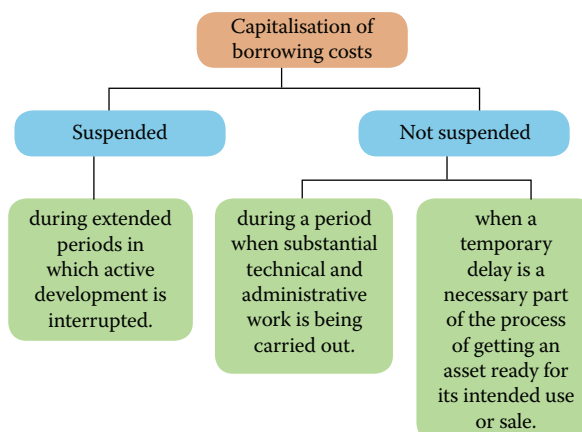 Capitalisation of
borrowing costs
Suspended
Not suspended
during extended
periods in
which active
development is
interrupted.
during a period
when substantial
technical and
administrative
work is being
carried out.
when a
temporary
delay is a
necessary part
of the process
of getting an
asset ready for
its intended use
or sale.